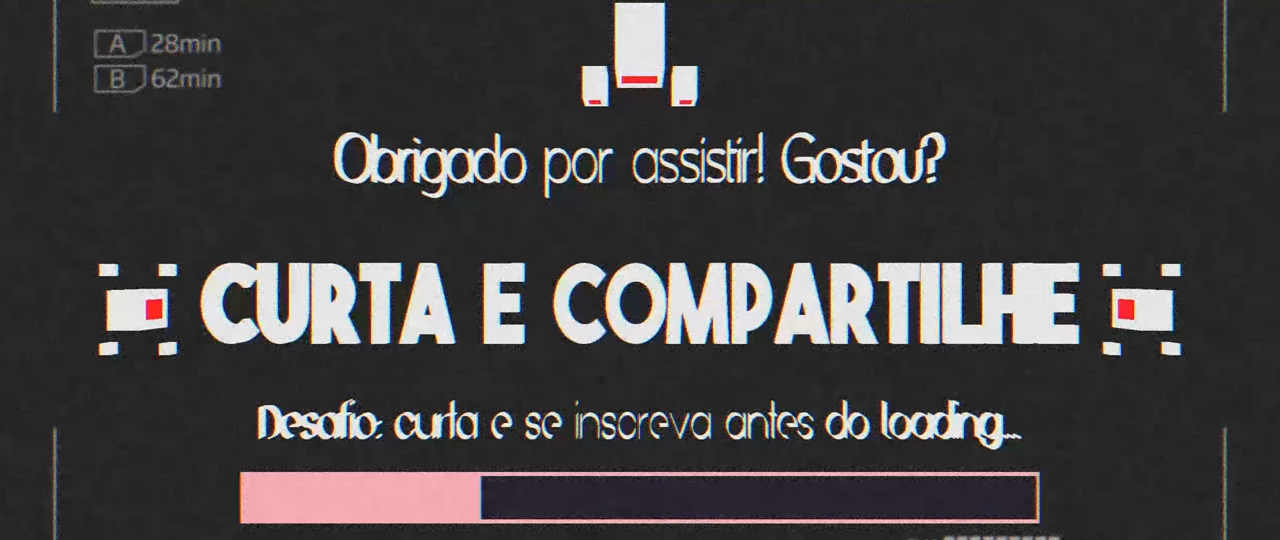 A 28min
B 62min
Obrigado por assistir! Gostou?
CURTA E COMPARTILHE
Desafio: curta e se inscreva antes do loading...